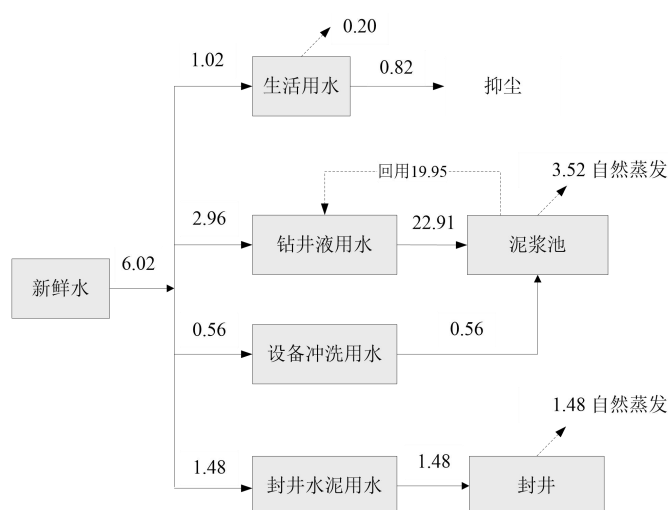 0.20
1.02
生活用水
0.82
抑尘
回用19.95
3.52 自然蒸发
2.96
钻井液用水
22.91
泥浆池
新鲜水
6.02
0.56
设备冲洗用水
0.56
1.48 自然蒸发
1.48
封井水泥用水
1.48
封井